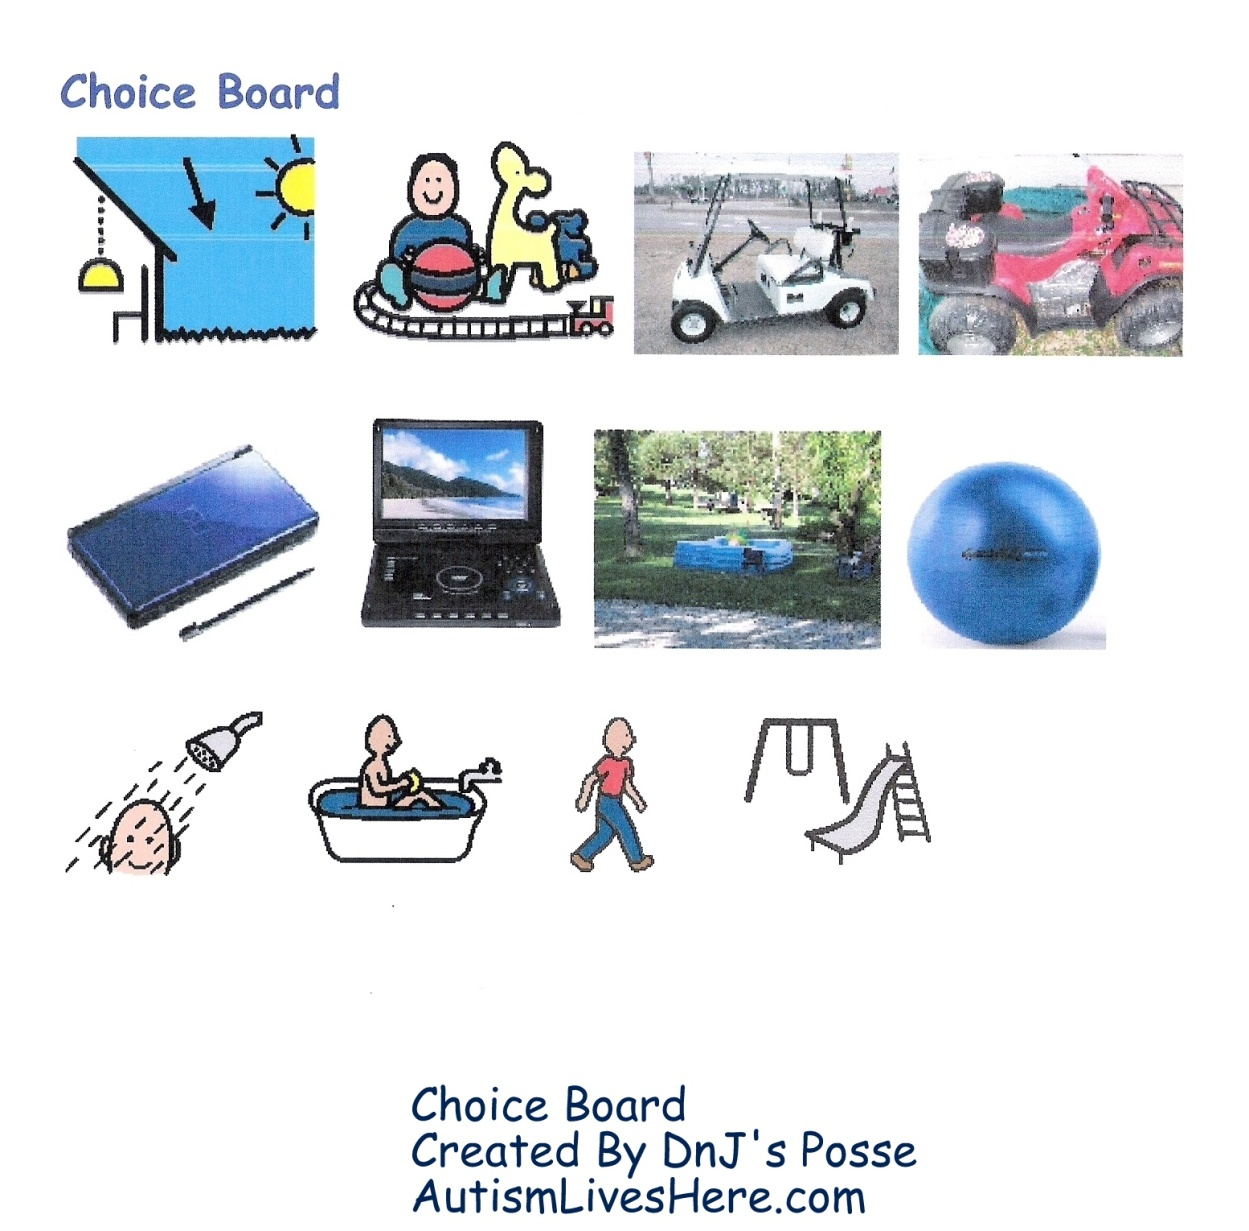 Choice Board
Choice Board
Created By DnJ's Posse
AutismLivesHere.com